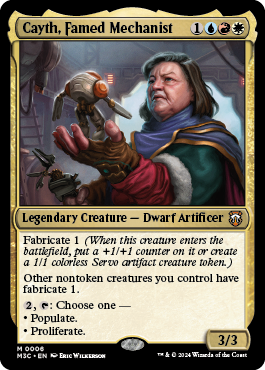 Cayth, Famed Mechanist 1
Legendary Creature — Dwarf Artificer
Fabricate 1 (When this creature enters the
battlefield, put a +1/+1 counter on it or create
a 1/1 colorless Servo artifact creature token.)
Other nontoken creatures you control have
fabricate 1.
2, : Choose one —
• Populate.
• Proliferate.
3/3
M 0006
M3C • EN Eric Wilkerson
™ & © 2024 Wizards of the Coast